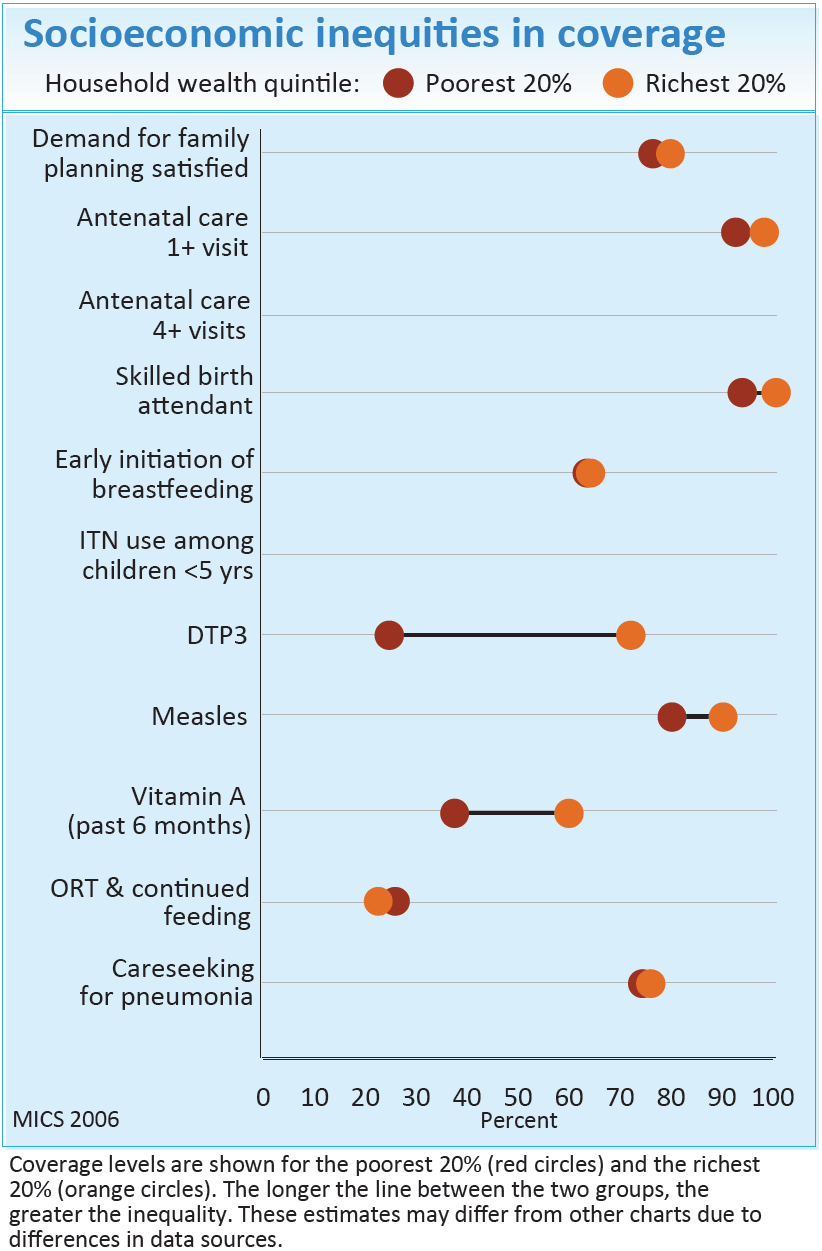 Socioeconomic inequities in coverage
Household wealth quintile: Poorest 20% Richest 20%
Demand for family
planning satisfied
Antenatal care
1+ visit
Antenatal care
4+ visits
Skilled birth
attendant
Early initiation of
breastfeeding
ITN use among
children <5 yrs
DTP3
Measles
Vitamin A
(past 6 months)
ORT & continued
feeding
Careseeking
for pneumonia
0 10 20 30 40 50 60 70 80 90 100
Percent
MICS 2006
Coverage levels are shown for the poorest 20% (red circles) and the richest
20% (orange circles). The longer the line between the two groups, the
greater the inequality. These estimates may differ from other charts due to
differences in data sources.